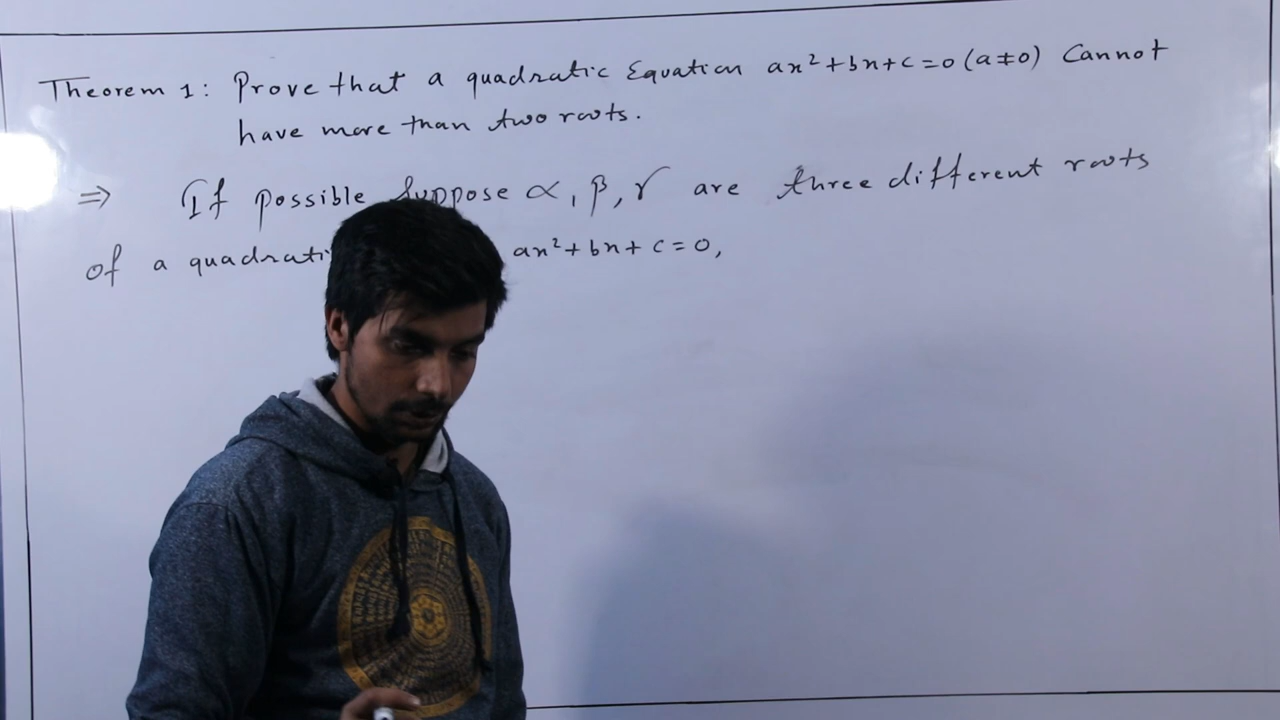 Theorem 1: Prove that a quadratic Equation ax²+bx+c=0 (a≠0) Cannot
have more than two roots.
⇒ If possible Suppose α, β, γ are three different roots
of a quadrati ax²+bx+c=0,